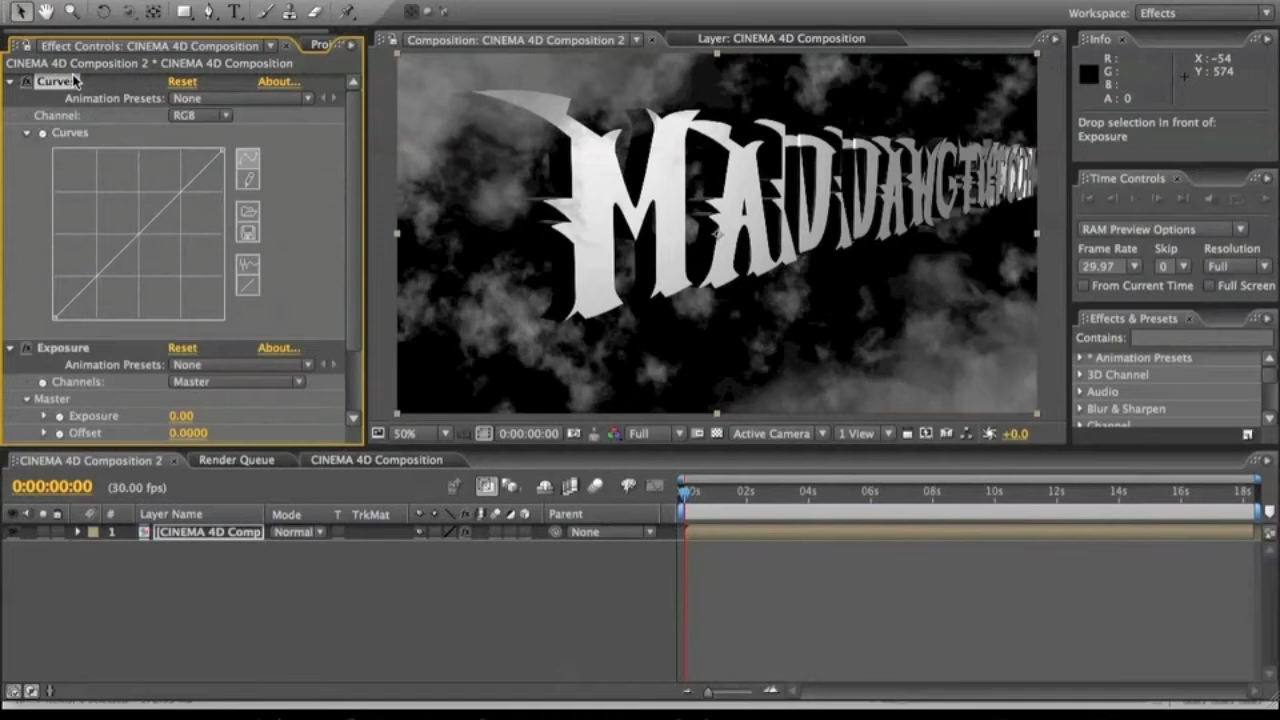 Workspace: Effects
Effect Controls: CINEMA 4D Composition
CINEMA 4D Composition 2 * CINEMA 4D Composition
Curves Reset About...
Animation Presets: None
Channel: RGB
Curves
Exposure Reset About...
Animation Presets: None
Channels: Master
Master
Exposure 0.00
Offset 0.0000
Composition: CINEMA 4D Composition 2
Layer: CINEMA 4D Composition
50% 0:00:00:00 Full Active Camera 1 View +0.0
Info
R : X : -54
G : Y : 574
B :
A : 0
Drop selection in front of:
Exposure
Time Controls
RAM Preview Options
Frame Rate Skip Resolution
29.97 0 Full
From Current Time Full Screen
Effects & Presets
Contains:
* Animation Presets
3D Channel
Audio
Blur & Sharpen
Channel
CINEMA 4D Composition 2 Render Queue CINEMA 4D Composition
0:00:00:00 (30.00 fps)
00s 02s 04s 06s 08s 10s 12s 14s 16s 18s
# Layer Name Mode T TrkMat Parent
1 [CINEMA 4D Comp Normal None